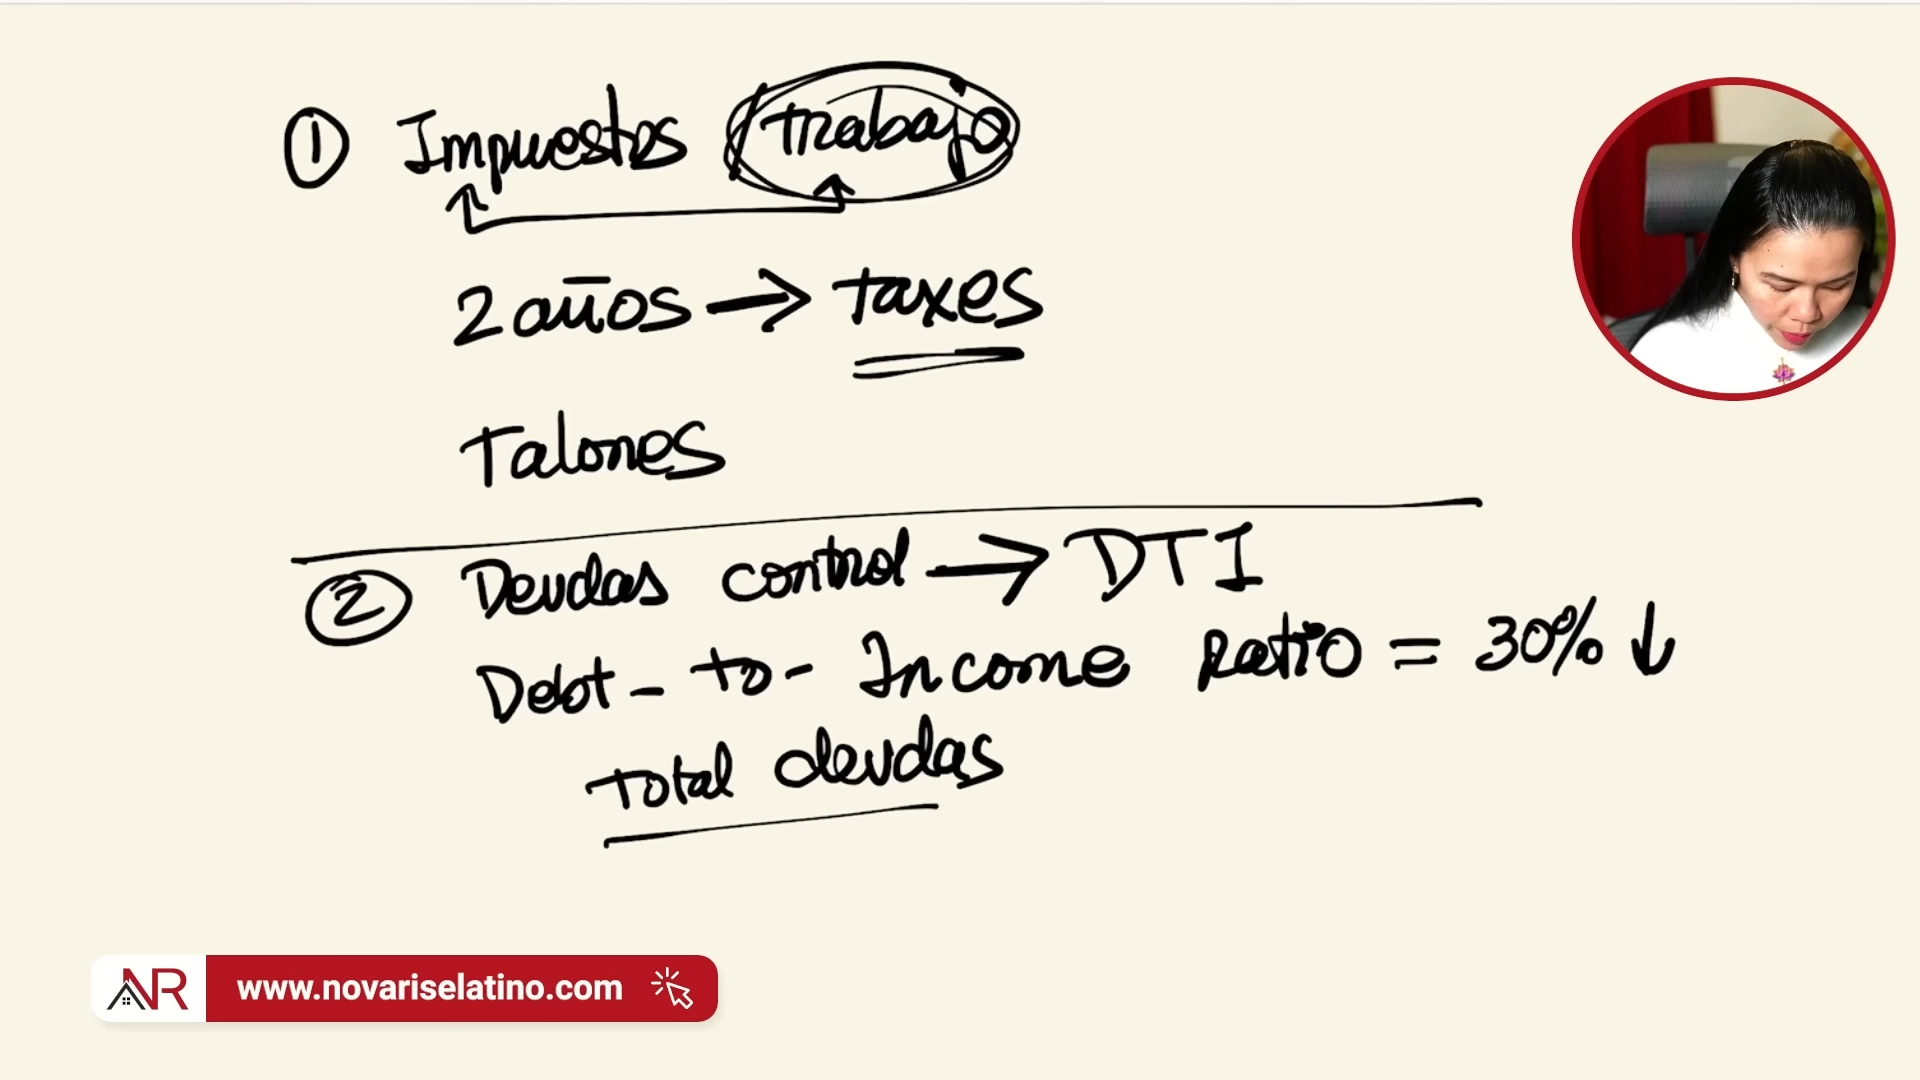 ① Impuestos (trabajo)
2 años → taxes
Talones
② Deudas control → DTI
Debt - to - Income Ratio = 30% ↓
Total deudas
NR www.novariselatino.com